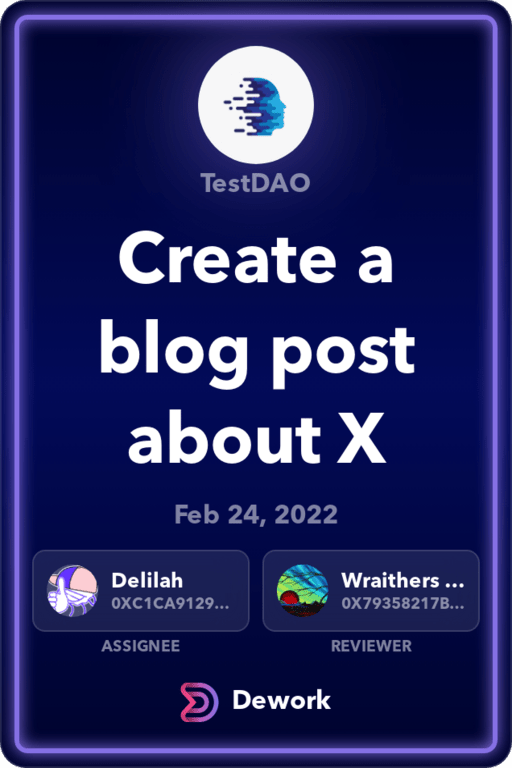 TestDAO
Create a
blog post
about X
Feb 24, 2022
Delilah
0XC1CA9129...
ASSIGNEE
Wraithers ...
0X79358217B...
REVIEWER
Dework